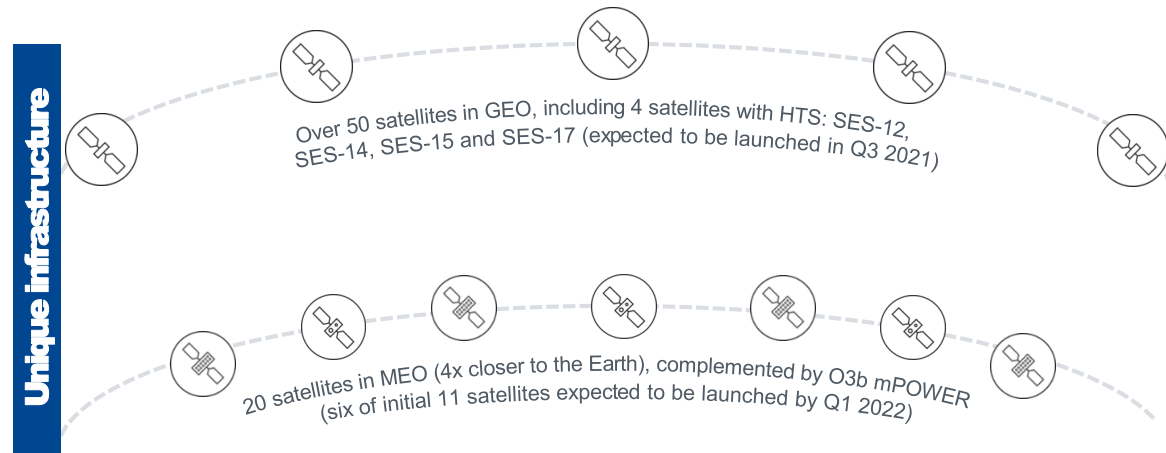 Unique infrastructure
Over 50 satellites in GEO, including 4 satellites with HTS: SES-12,
SES-14, SES-15 and SES-17 (expected to be launched in Q3 2021)
20 satellites in MEO (4x closer to the Earth), complemented by O3b mPOWER
(six of initial 11 satellites expected to be launched by Q1 2022)